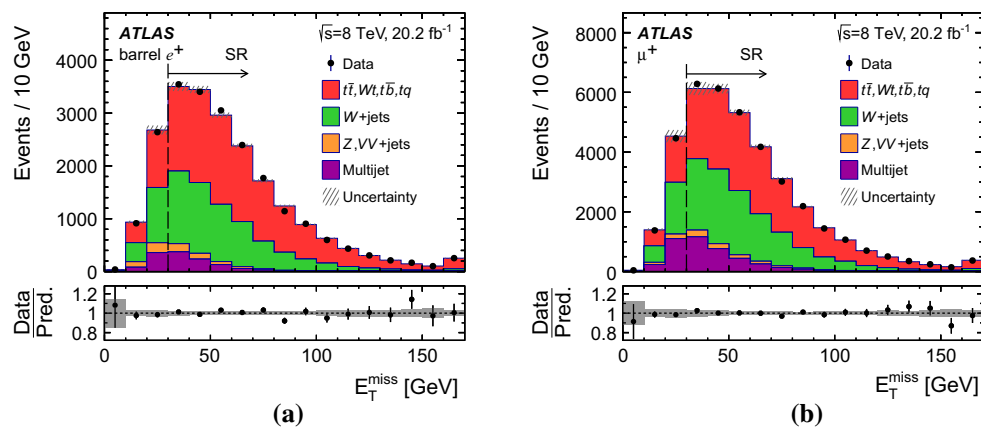 ATLAS
barrel e⁺
√s=8 TeV, 20.2 fb⁻¹
SR
Data
tt̄,Wt,tb̄,tq
W+jets
Z,VV+jets
Multijet
Uncertainty
Events / 10 GeV
4000
3000
2000
1000
0
Data
Pred.
1.2
1
0.8
0 50 100 150
E_T^miss [GeV]
(a)
ATLAS
μ⁺
√s=8 TeV, 20.2 fb⁻¹
SR
Data
tt̄,Wt,tb̄,tq
W+jets
Z,VV+jets
Multijet
Uncertainty
Events / 10 GeV
8000
6000
4000
2000
0
Data
Pred.
1.2
1
0.8
0 50 100 150
E_T^miss [GeV]
(b)